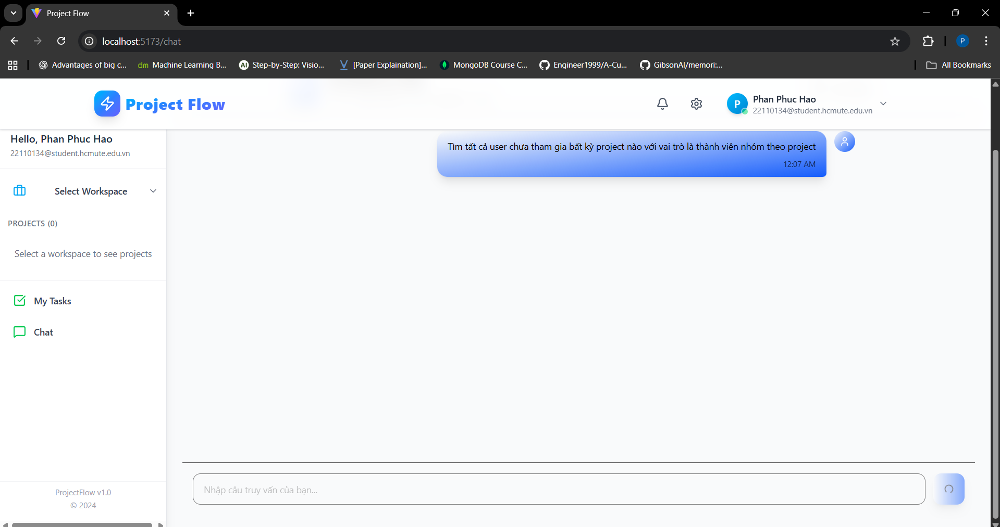 Project Flow
localhost:5173/chat
Advantages of big c...
Machine Learning B...
Step-by-Step: Visio...
[Paper Explaination]...
MongoDB Course C...
Engineer1999/A-Cu...
GibsonAI/memori:...
All Bookmarks
Project Flow
P
Phan Phuc Hao
22110134@student.hcmute.edu.vn
Hello, Phan Phuc Hao
22110134@student.hcmute.edu.vn
Select Workspace
PROJECTS (0)
Select a workspace to see projects
My Tasks
Chat
ProjectFlow v1.0
© 2024
Tìm tất cả user chưa tham gia bất kỳ project nào với vai trò là thành viên nhóm theo project
12:07 AM
Nhập câu truy vấn của bạn...